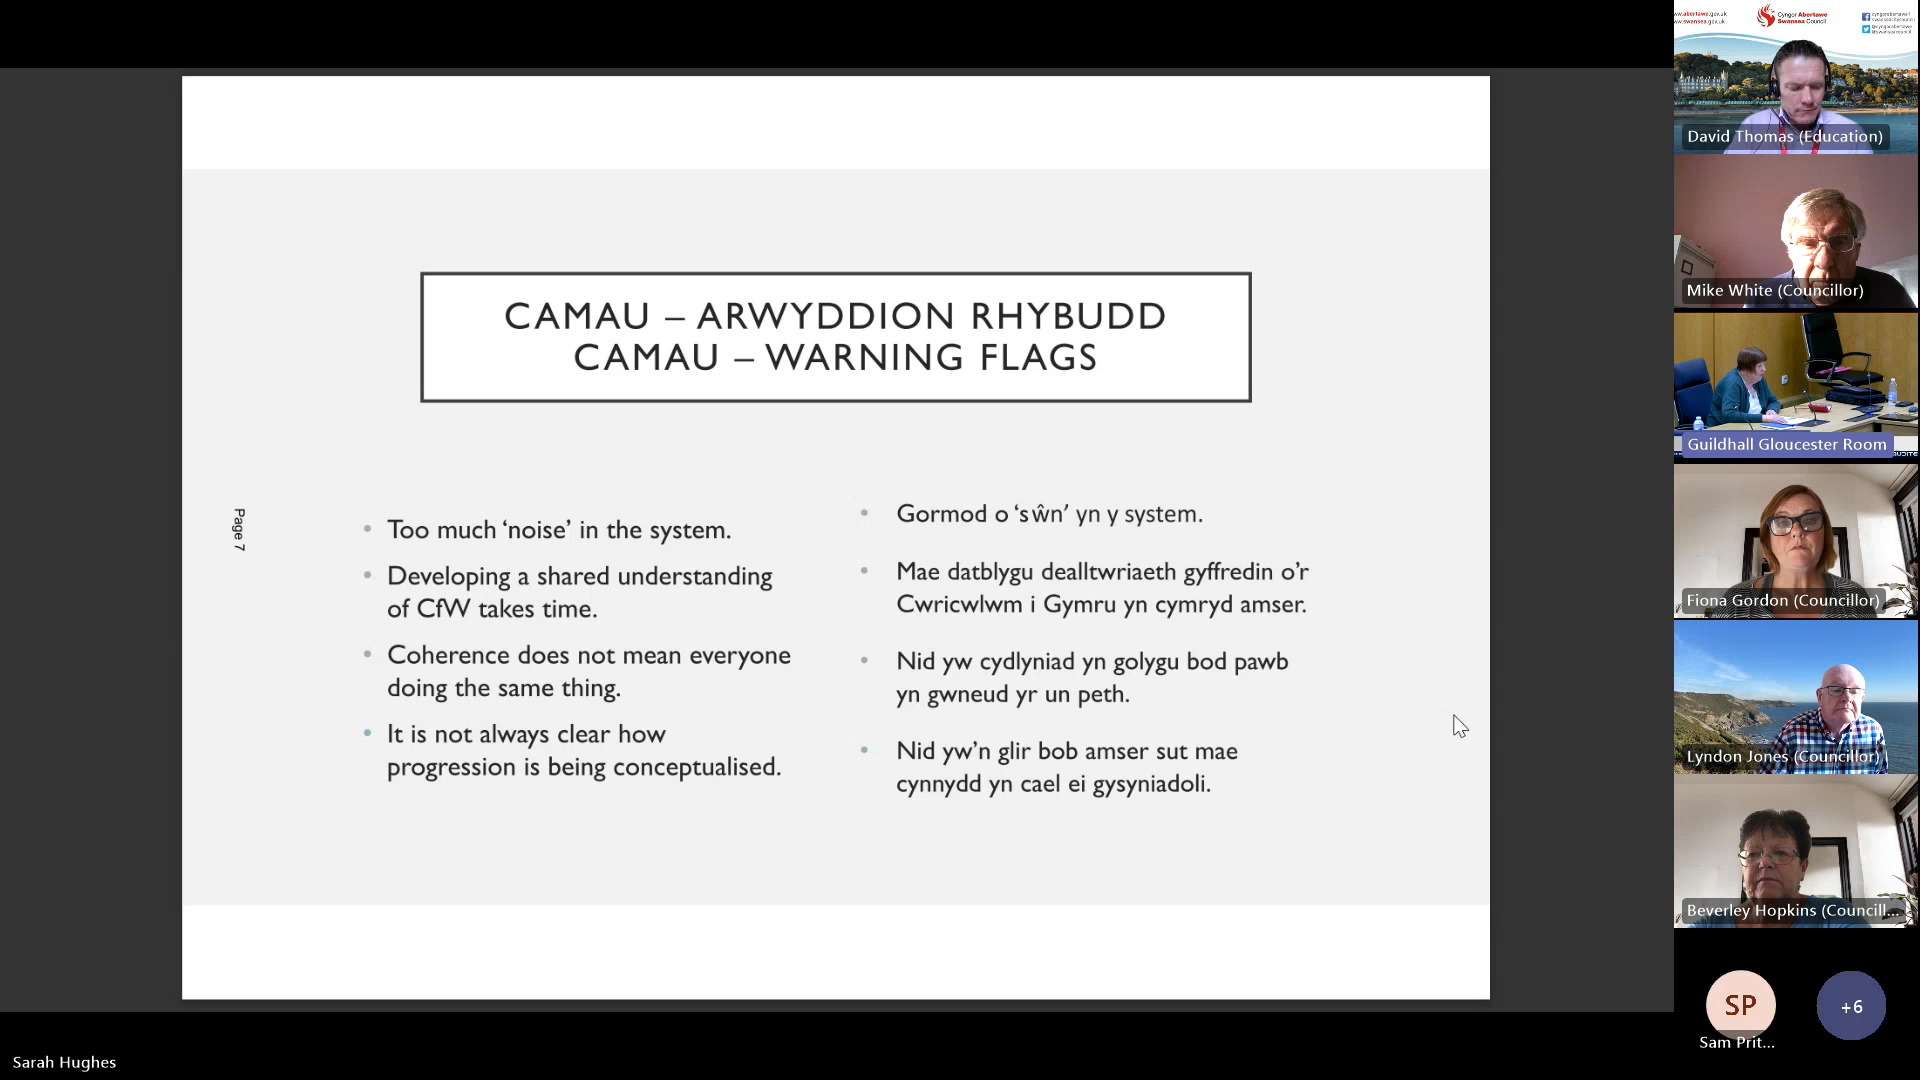 CAMAU – ARWYDDION RHYBUDD
CAMAU – WARNING FLAGS
Page 7
• Too much ‘noise’ in the system.
• Developing a shared understanding
of CfW takes time.
• Coherence does not mean everyone
doing the same thing.
• It is not always clear how
progression is being conceptualised.
• Gormod o ‘sŵn’ yn y system.
• Mae datblygu dealltwriaeth gyffredin o’r
Cwricwlwm i Gymru yn cymryd amser.
• Nid yw cydlyniad yn golygu bod pawb
yn gwneud yr un peth.
• Nid yw’n glir bob amser sut mae
cynnydd yn cael ei gysyniadoli.
Sarah Hughes
Cyngor Abertawe
Swansea Council
David Thomas (Education)
Mike White (Councillor)
Guildhall Gloucester Room
Fiona Gordon (Councillor)
Lyndon Jones (Councillor)
Beverley Hopkins (Councill...
SP
Sam Prit...
+6